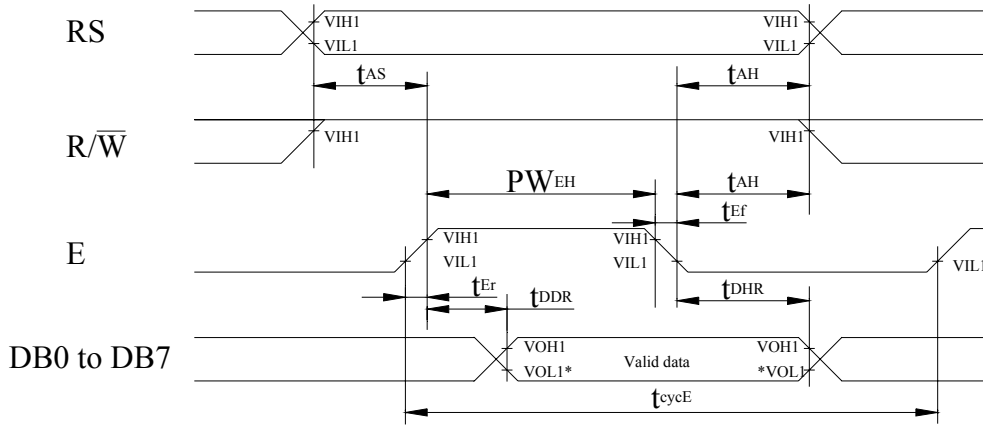 RS
VIH1
VIL1
VIH1
VIL1
tAS
tAH
R/W̅
VIH1
VIH1
PWEH
tAH
tEf
E
VIH1
VIL1
VIH1
VIL1
VIL1
tEr
tDDR
tDHR
DB0 to DB7
VOH1
VOL1*
Valid data
VOH1
*VOL1
tcycE